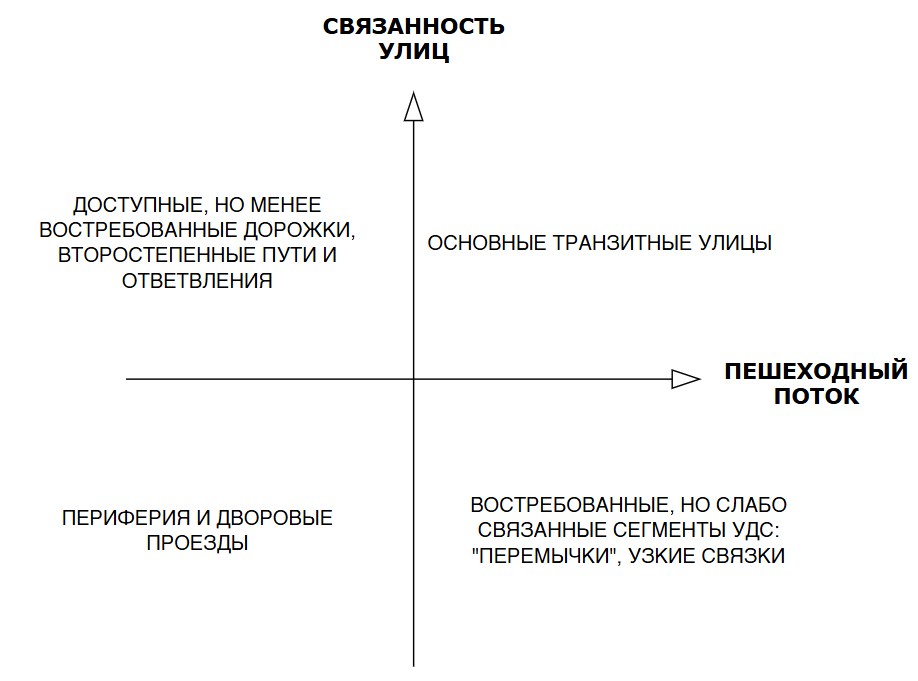 СВЯЗАННОСТЬ
УЛИЦ
ДОСТУПНЫЕ, НО МЕНЕЕ
ВОСТРЕБОВАННЫЕ ДОРОЖКИ,
ВТОРОСТЕПЕННЫЕ ПУТИ И
ОТВЕТВЛЕНИЯ
ОСНОВНЫЕ ТРАНЗИТНЫЕ УЛИЦЫ
ПЕШЕХОДНЫЙ
ПОТОК
ПЕРИФЕРИЯ И ДВОРОВЫЕ
ПРОЕЗДЫ
ВОСТРЕБОВАННЫЕ, НО СЛАБО
СВЯЗАННЫЕ СЕГМЕНТЫ УДС:
"ПЕРЕМЫЧКИ", УЗКИЕ СВЯЗКИ